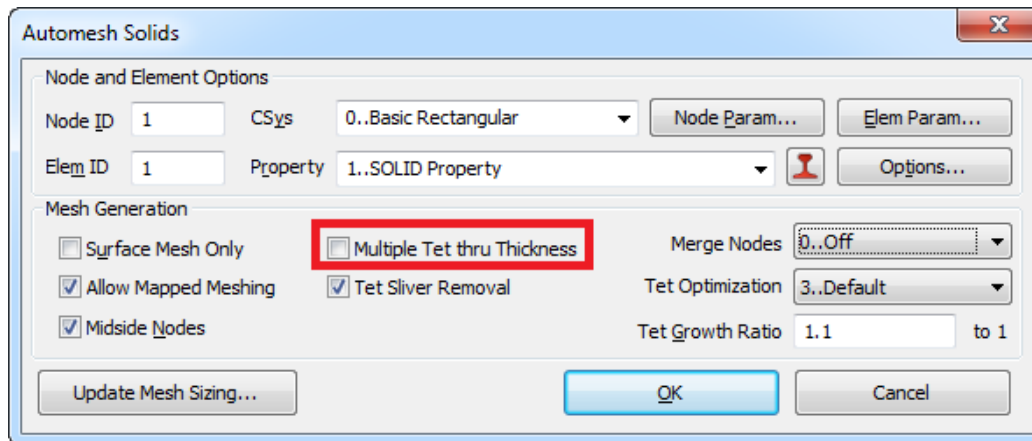 Automesh Solids
Node and Element Options
Node ID 1 CSys 0..Basic Rectangular Node Param... Elem Param...
Elem ID 1 Property 1..SOLID Property Options...
Mesh Generation
Surface Mesh Only Multiple Tet thru Thickness Merge Nodes 0..Off
Allow Mapped Meshing Tet Sliver Removal Tet Optimization 3..Default
Midside Nodes Tet Growth Ratio 1.1 to 1
Update Mesh Sizing... OK Cancel